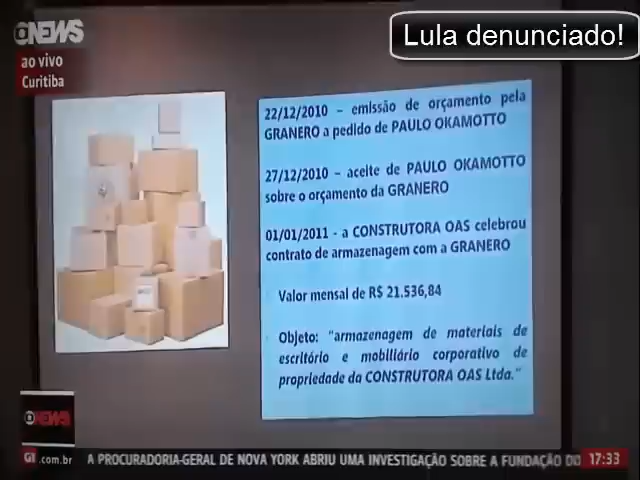 GNEWS
Lula denunciado!
ao vivo
Curitiba
22/12/2010 – emissão de orçamento pela
GRANERO a pedido de PAULO OKAMOTTO
27/12/2010 – aceite de PAULO OKAMOTTO
sobre o orçamento da GRANERO
01/01/2011 - a CONSTRUTORA OAS celebrou
contrato de armazenagem com a GRANERO
Valor mensal de R$ 21.536,84
Objeto: "armazenagem de materiais de
escritório e mobiliário corporativo de
propriedade da CONSTRUTORA OAS Ltda."
GNEWS
G1.com.br A PROCURADORIA-GERAL DE NOVA YORK ABRIU UMA INVESTIGAÇÃO SOBRE A FUNDAÇÃO DO 17:33